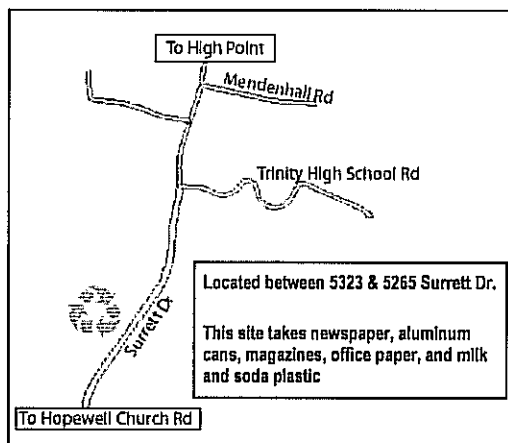 To High Point
Mendenhall Rd
Trinity High School Rd
Located between 5323 & 5265 Surrett Dr.
This site takes newspaper, aluminum
cans, magazines, office paper, and milk
and soda plastic
Surrett Dr
To Hopewell Church Rd